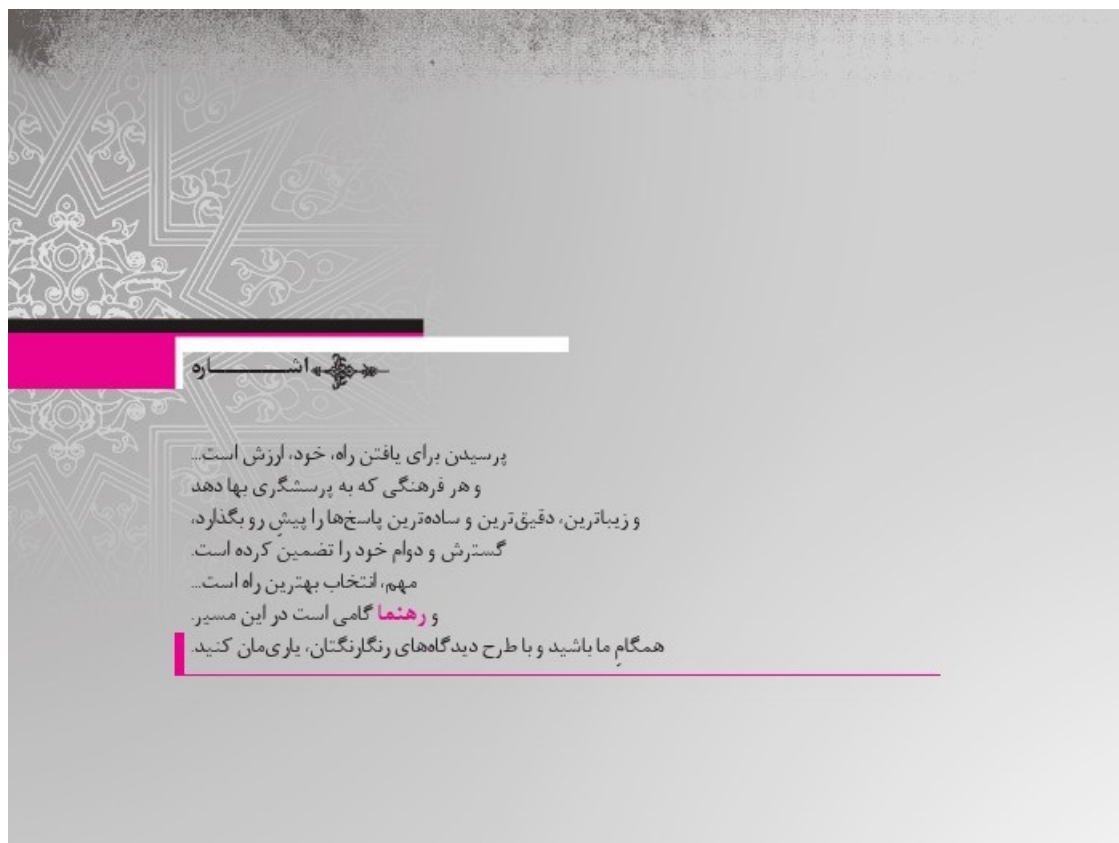 اشـــــاره
پرسیدن برای یافتن راه، خود، ارزش است...
و هر فرهنگی که به پرسشگری بها دهد
و زیباترین، دقیق‌ترین و ساده‌ترین پاسخ‌ها را پیشِ رو بگذارد،
گسترش و دوام خود را تضمین کرده است.
مهم، انتخاب بهترین راه است...
و رهنما گامی است در این مسیر.
همگامِ ما باشید و با طرح دیدگاه‌های رنگارنگتان، یاری‌مان کنید.